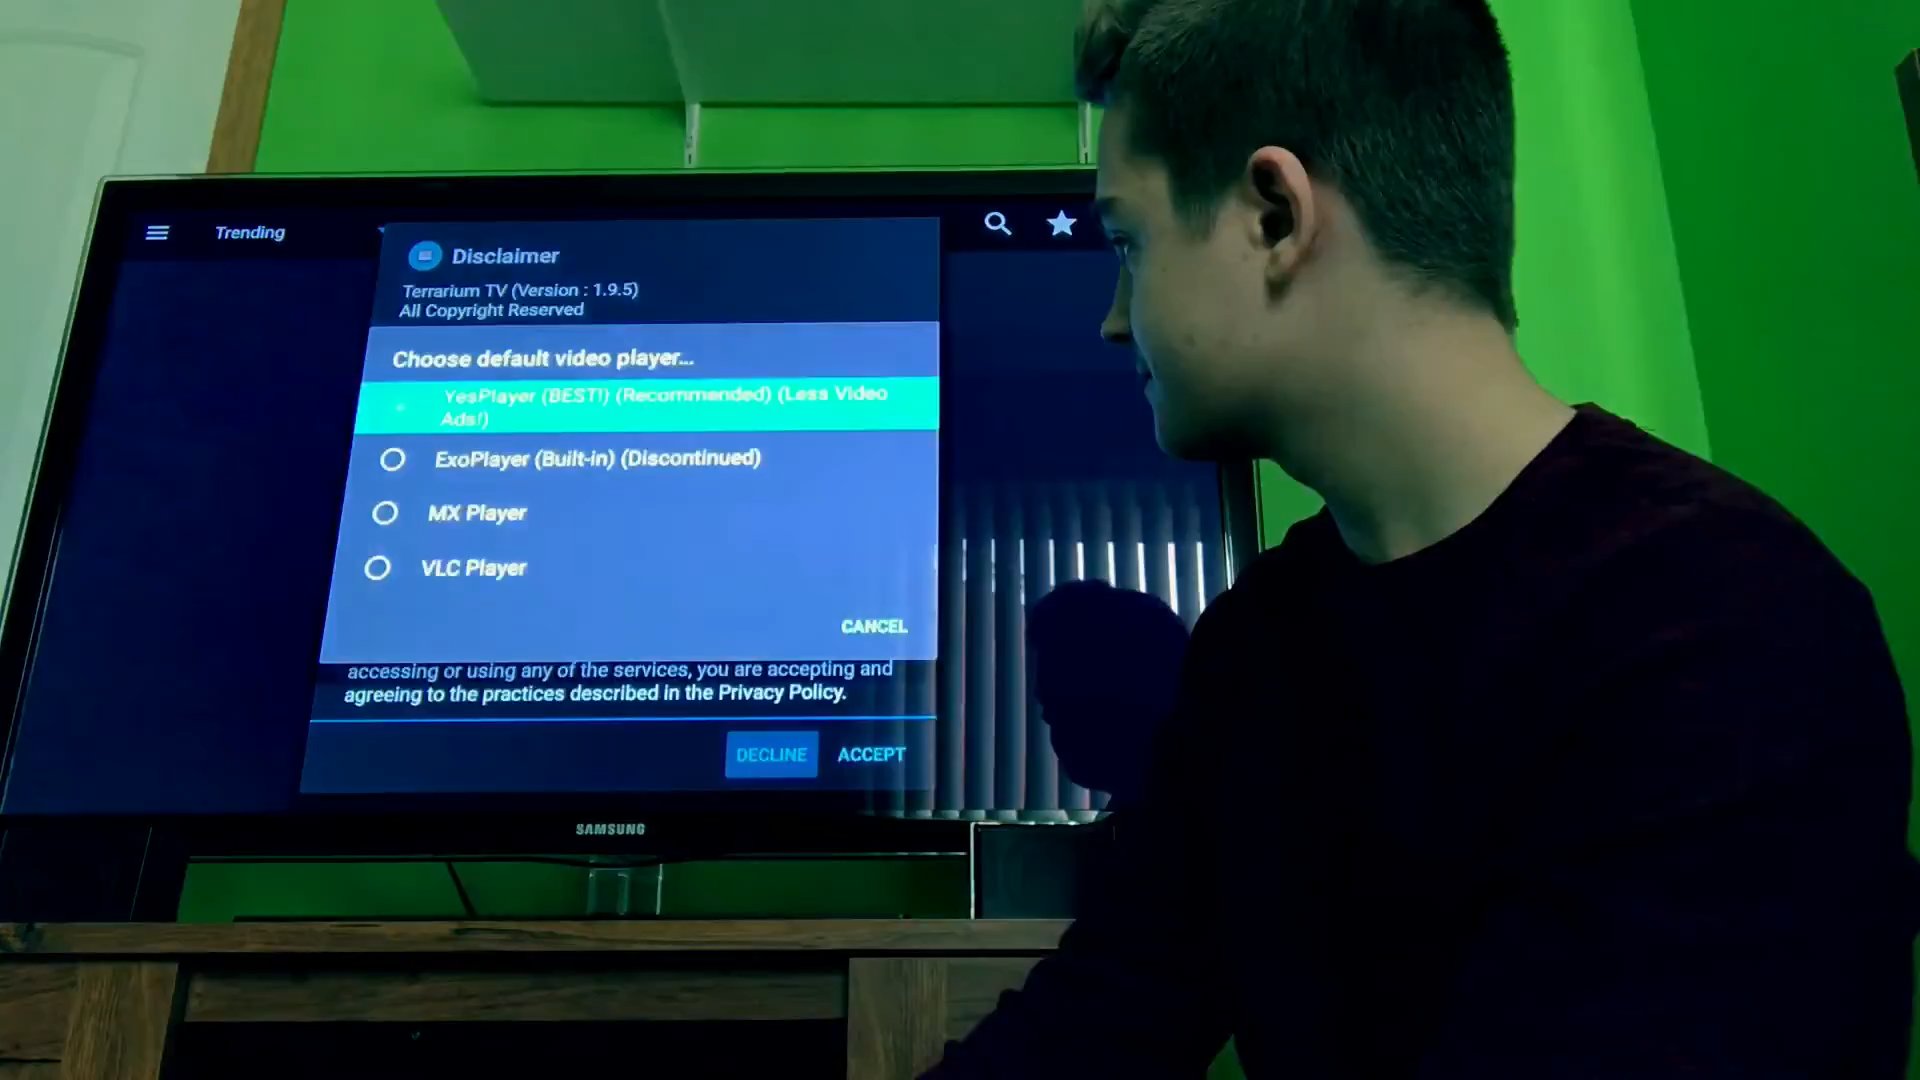 Trending
Disclaimer
Terrarium TV (Version : 1.9.5)
All Copyright Reserved
Choose default video player...
YesPlayer (BEST!) (Recommended) (Less Video
Ads!)
ExoPlayer (Built-in) (Discontinued)
MX Player
VLC Player
CANCEL
accessing or using any of the services, you are accepting and
agreeing to the practices described in the Privacy Policy.
DECLINE ACCEPT
SAMSUNG